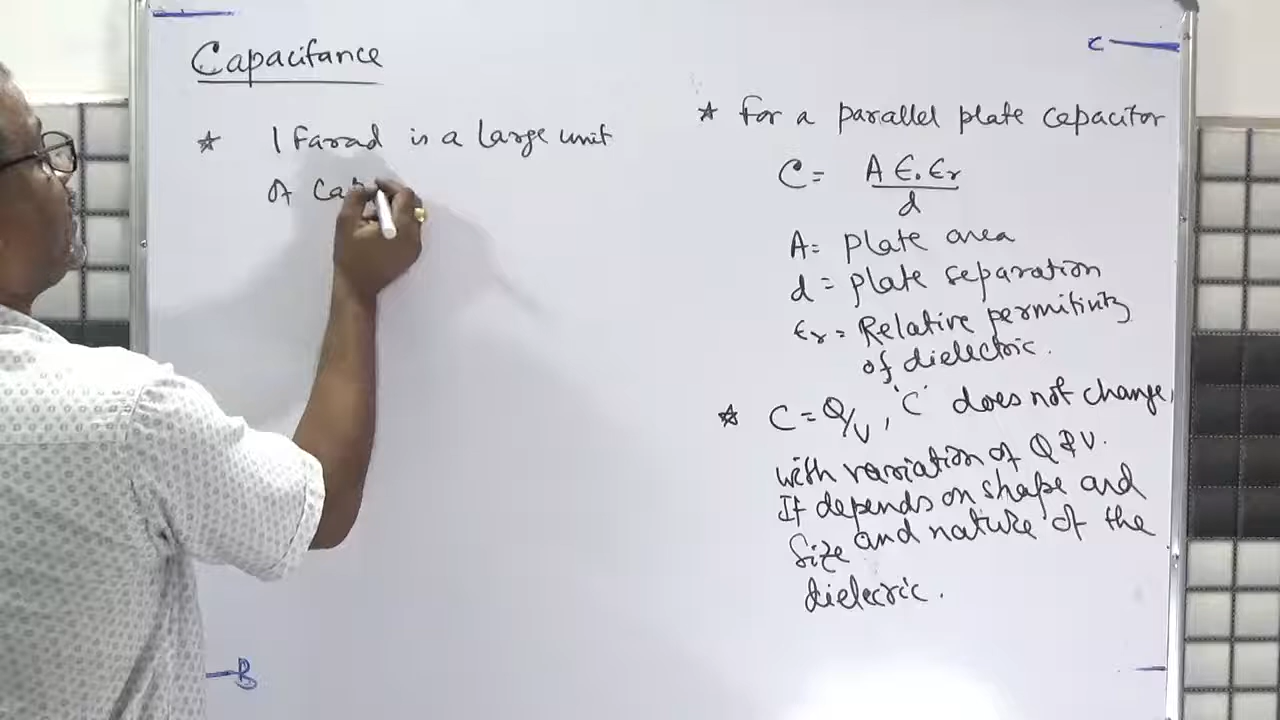 Capacitance
☆ 1 Farad is a large unit
of Cap
☆ for a parallel plate capacitor
C = A ϵ₀ ϵr / d
A = plate area
d = plate separation
ϵr = Relative permitivity
of dielectric.
☆ C = Q/V, 'C' does not change,
with variation of Q & V.
It depends on shape and
Size and nature of the
dielectric.
C
B